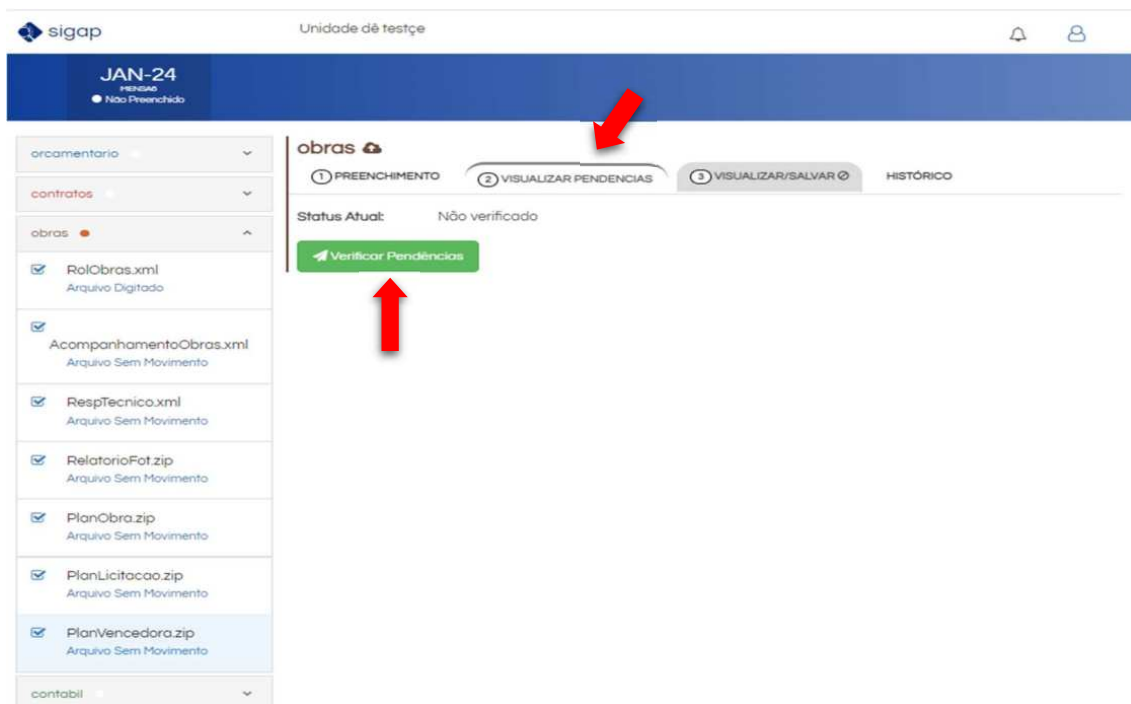 sigap
Unidade dê testçe
JAN-24
MENSAL
Não Preenchido
orcamentario
contratos
obras
RolObras.xml
Arquivo Digitado
AcompanhamentoObras.xml
Arquivo Sem Movimento
RespTecnico.xml
Arquivo Sem Movimento
RelatorioFot.zip
Arquivo Sem Movimento
PlanObra.zip
Arquivo Sem Movimento
PlanLicitacao.zip
Arquivo Sem Movimento
PlanVencedora.zip
Arquivo Sem Movimento
contabil
obras
1 PREENCHIMENTO 2 VISUALIZAR PENDENCIAS 3 VISUALIZAR/SALVAR HISTÓRICO
Status Atual: Não verificado
Verificar Pendências